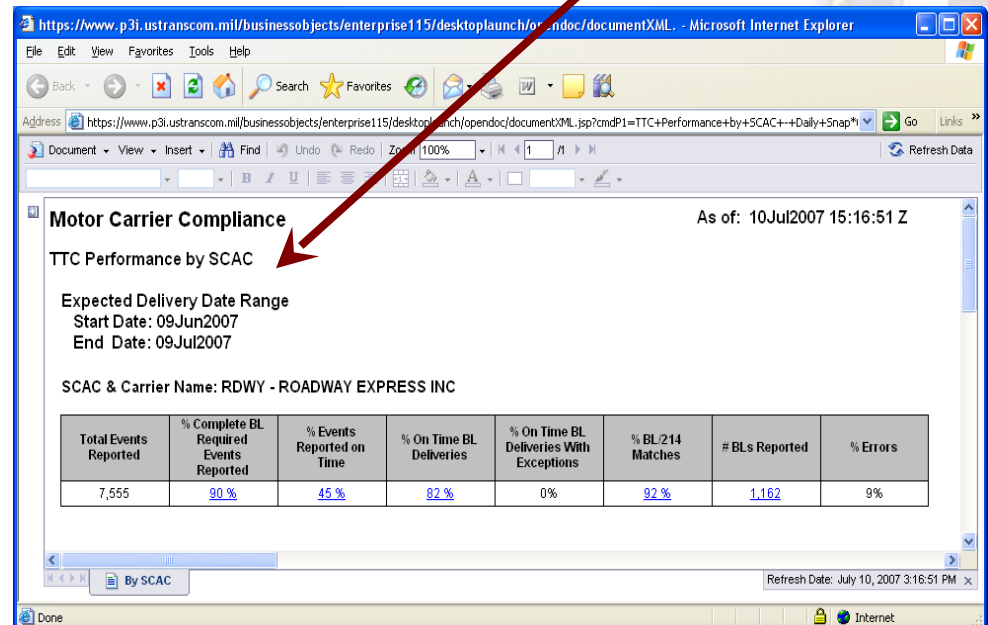 https://www.p3i.ustranscom.mil/businessobjects/enterprise115/desktoplaunch/opendoc/documentXML. - Microsoft Internet Explorer
File Edit View Favorites Tools Help
Back Search Favorites
Address https://www.p3i.ustranscom.mil/businessobjects/enterprise115/desktoplaunch/opendoc/documentXML.jsp?cmdP1=TTC+Performance+by+SCAC+-+Daily+Snap* Go Links »
Document View Insert Find Undo Redo Zoom 100% 1 /1 Refresh Data
B I U A
Motor Carrier Compliance As of: 10Jul2007 15:16:51 Z
TTC Performance by SCAC
Expected Delivery Date Range
Start Date: 09Jun2007
End Date: 09Jul2007
SCAC & Carrier Name: RDWY - ROADWAY EXPRESS INC
Total Events Reported % Complete BL Required Events Reported % Events Reported on Time % On Time BL Deliveries % On Time BL Deliveries With Exceptions % BL/214 Matches # BLs Reported % Errors
7,555 90 % 45 % 82 % 0% 92 % 1,162 9%
By SCAC Refresh Date: July 10, 2007 3:16:51 PM
Done Internet